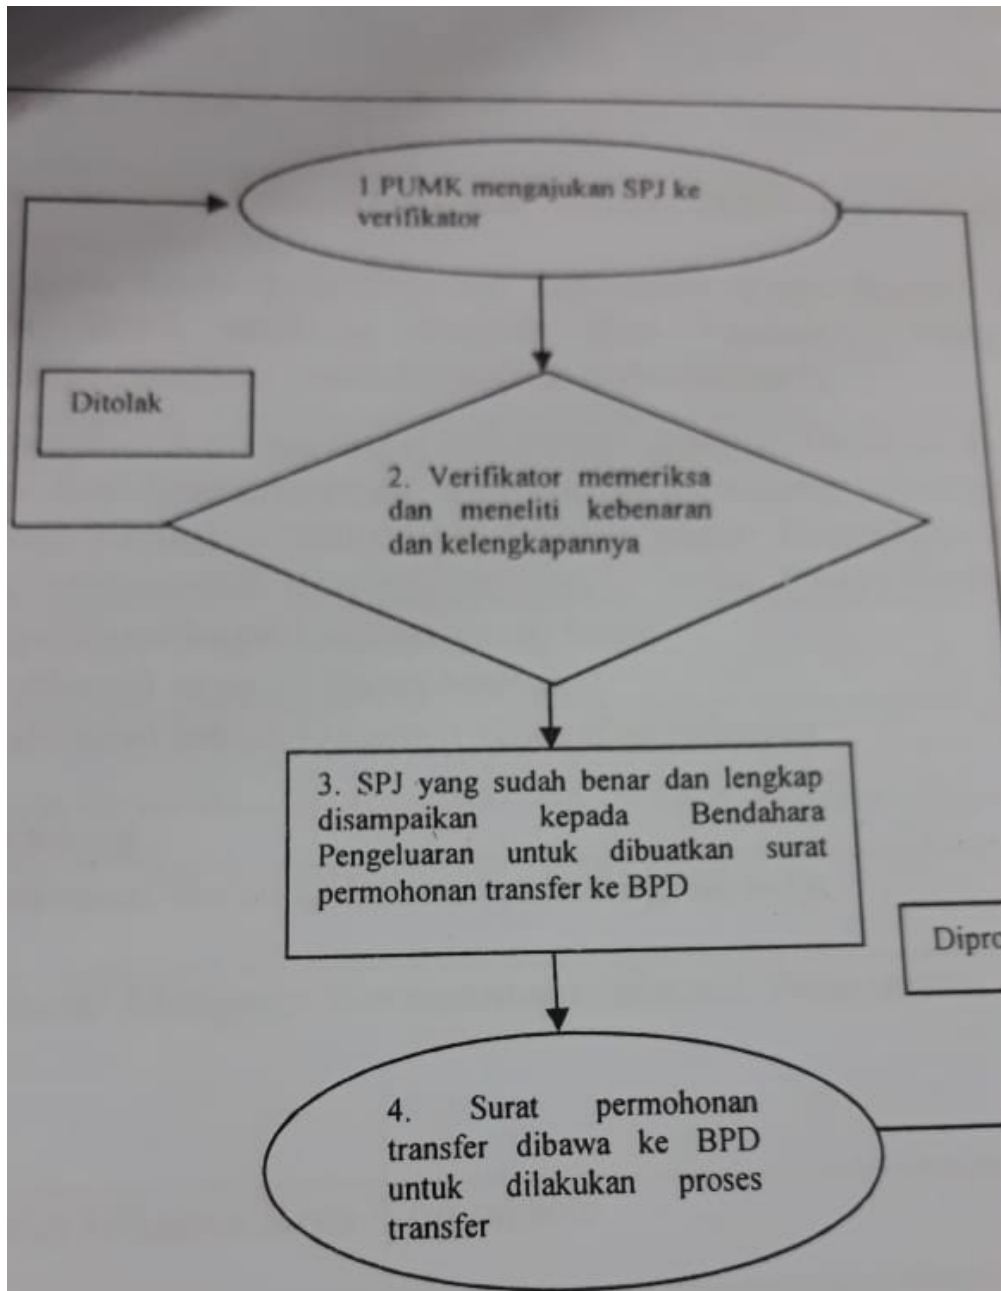 1 PUMK mengajukan SPJ ke
verifikator
Ditolak
2. Verifikator memeriksa
dan meneliti kebenaran
dan kelengkapannya
3. SPJ yang sudah benar dan lengkap
disampaikan kepada Bendahara
Pengeluaran untuk dibuatkan surat
permohonan transfer ke BPD
Dipro
4. Surat permohonan
transfer dibawa ke BPD
untuk dilakukan proses
transfer